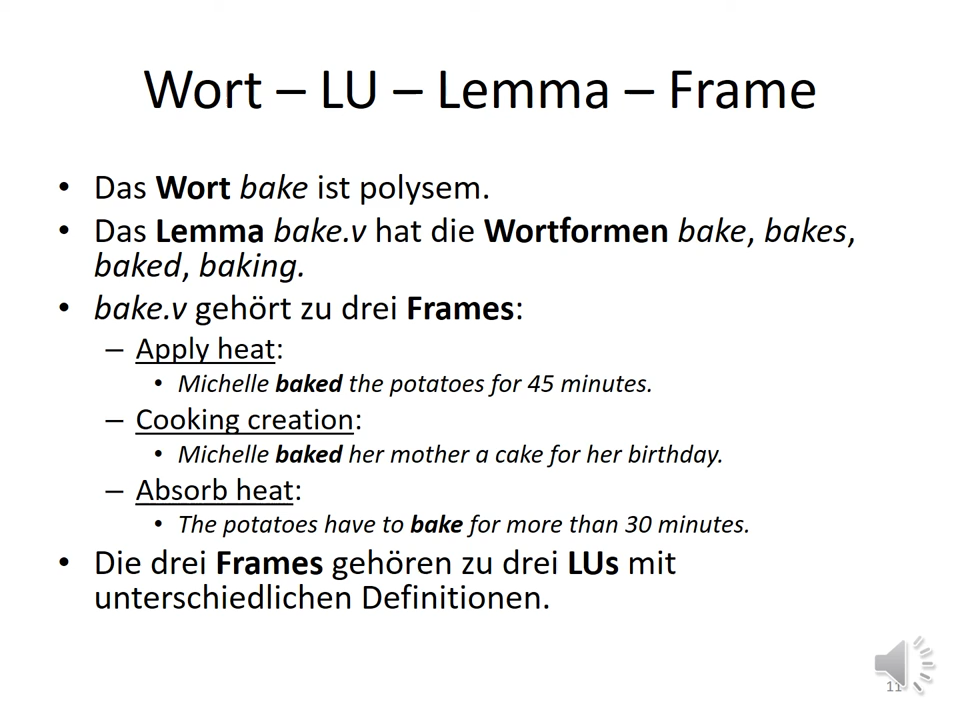 Wort – LU – Lemma – Frame
• Das Wort bake ist polysem.
• Das Lemma bake.v hat die Wortformen bake, bakes,
baked, baking.
• bake.v gehört zu drei Frames:
– Apply heat:
• Michelle baked the potatoes for 45 minutes.
– Cooking creation:
• Michelle baked her mother a cake for her birthday.
– Absorb heat:
• The potatoes have to bake for more than 30 minutes.
• Die drei Frames gehören zu drei LUs mit
unterschiedlichen Definitionen.
11